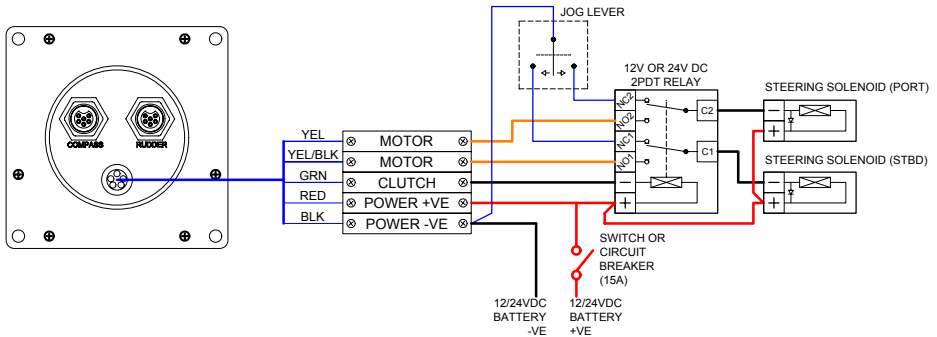 JOG LEVER
12V OR 24V DC
2PDT RELAY
STEERING SOLENOID (PORT)
NC2
C2
−
NO2
+
COMPASS
RUDDER
YEL
MOTOR
NC1
C1
STEERING SOLENOID (STBD)
YEL/BLK
MOTOR
NO1
GRN
CLUTCH
−
−
RED
POWER +VE
+
+
BLK
POWER -VE
SWITCH OR
CIRCUIT
BREAKER
(15A)
12/24VDC
BATTERY
-VE
12/24VDC
BATTERY
+VE